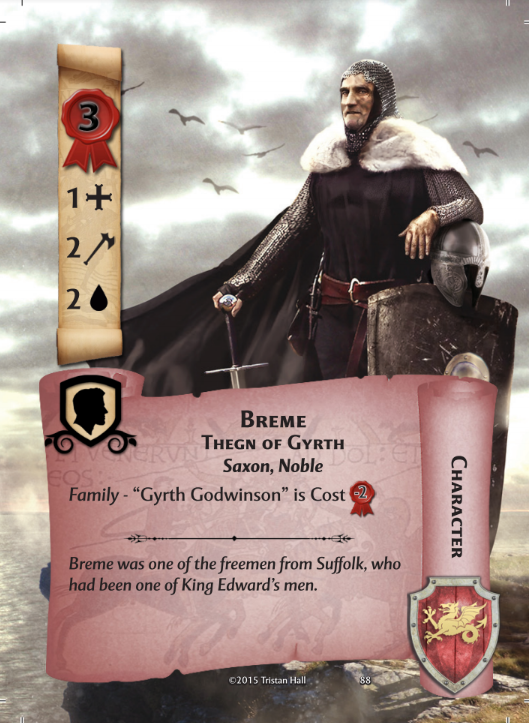 3
1
2
2
Breme
Thegn of Gyrth
Saxon, Noble
Family - “Gyrth Godwinson” is Cost -2
Breme was one of the freemen from Suffolk, who
had been one of King Edward’s men.
Character
©2015 Tristan Hall 88